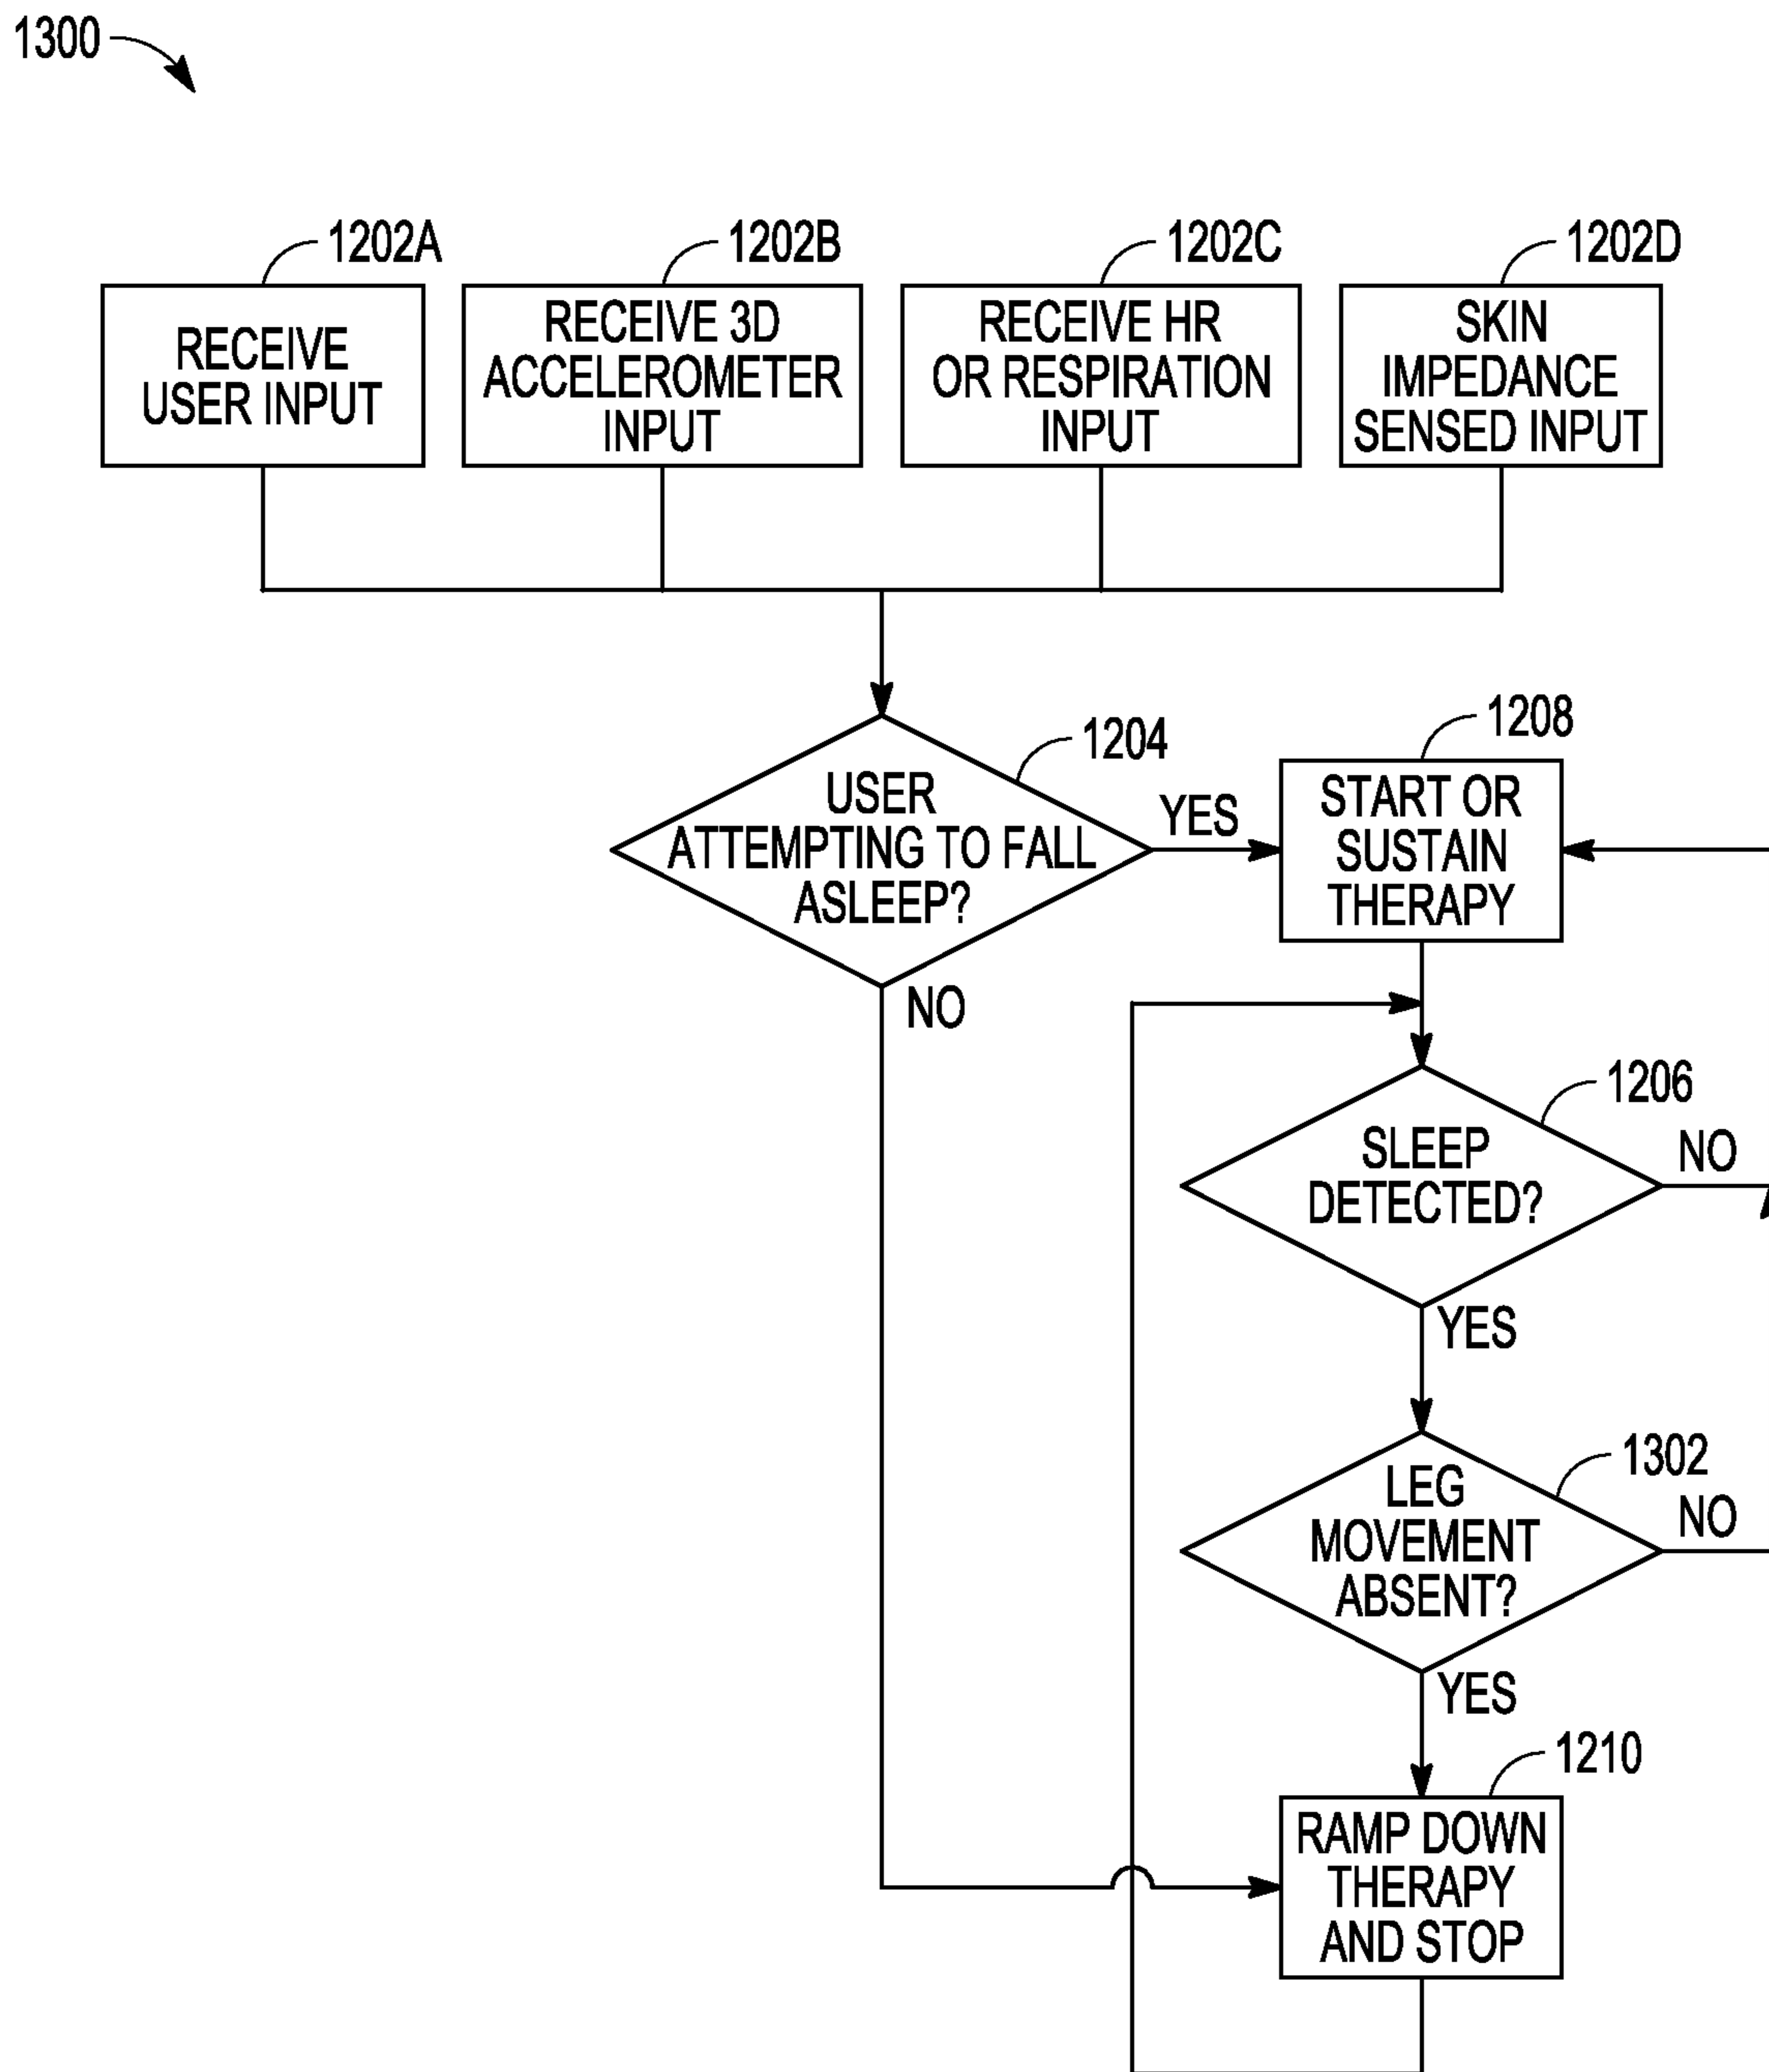 1300
1202A
1202B
1202C
1202D
RECEIVE
USER INPUT
RECEIVE 3D
ACCELEROMETER
INPUT
RECEIVE HR
OR RESPIRATION
INPUT
SKIN
IMPEDANCE
SENSED INPUT
1204
USER
ATTEMPTING TO FALL
ASLEEP?
YES
NO
1208
START OR
SUSTAIN
THERAPY
1206
SLEEP
DETECTED?
NO
YES
1302
LEG
MOVEMENT
ABSENT?
NO
YES
1210
RAMP DOWN
THERAPY
AND STOP